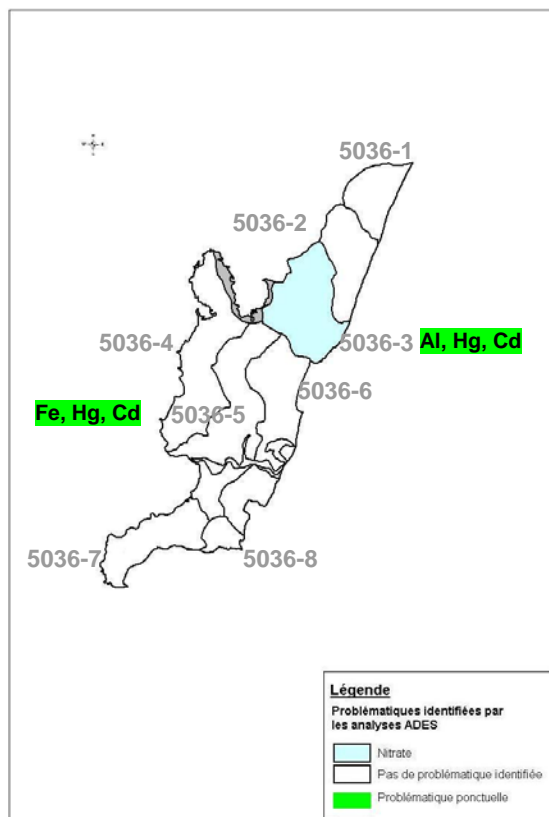 5036-1
5036-2
5036-4
5036-3 Al, Hg, Cd
5036-6
Fe, Hg, Cd 5036-5
5036-7
5036-8
Légende
Problématiques identifiées par
les analyses ADES
Nitrate
Pas de problématique identifiée
Problématique ponctuelle